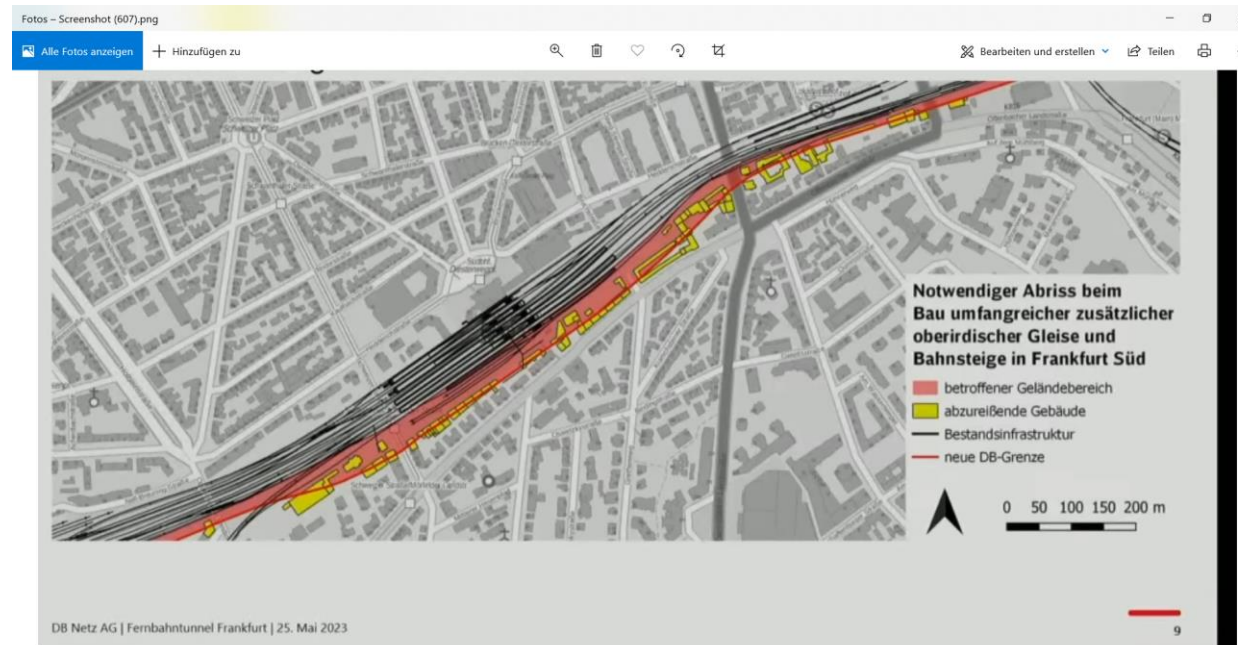 Fotos – Screenshot (607).png
Alle Fotos anzeigen
Hinzufügen zu
Bearbeiten und erstellen
Teilen
Notwendiger Abriss beim
Bau umfangreicher zusätzlicher
oberirdischer Gleise und
Bahnsteige in Frankfurt Süd
betroffener Geländebereich
abzureißende Gebäude
Bestandsinfrastruktur
neue DB-Grenze
0 50 100 150 200 m
DB Netz AG | Fernbahntunnel Frankfurt | 25. Mai 2023
9